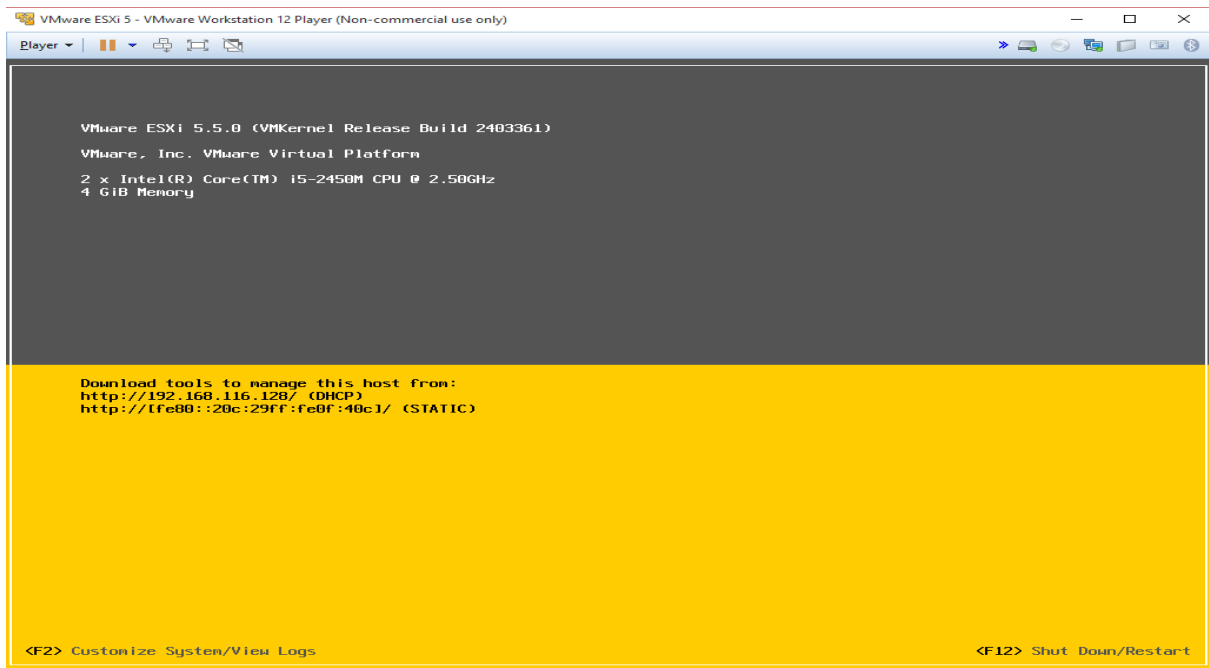 VMware ESXi 5 - VMware Workstation 12 Player (Non-commercial use only)
Player
VMware ESXi 5.5.0 (VMKernel Release Build 2403361)
VMware, Inc. VMware Virtual Platform
2 x Intel(R) Core(TM) i5-2450M CPU @ 2.50GHz
4 GiB Memory
Download tools to manage this host from:
http://192.168.116.128/ (DHCP)
http://[fe80::20c:29ff:fe0f:40c]/ (STATIC)
<F2> Customize System/View Logs
<F12> Shut Down/Restart